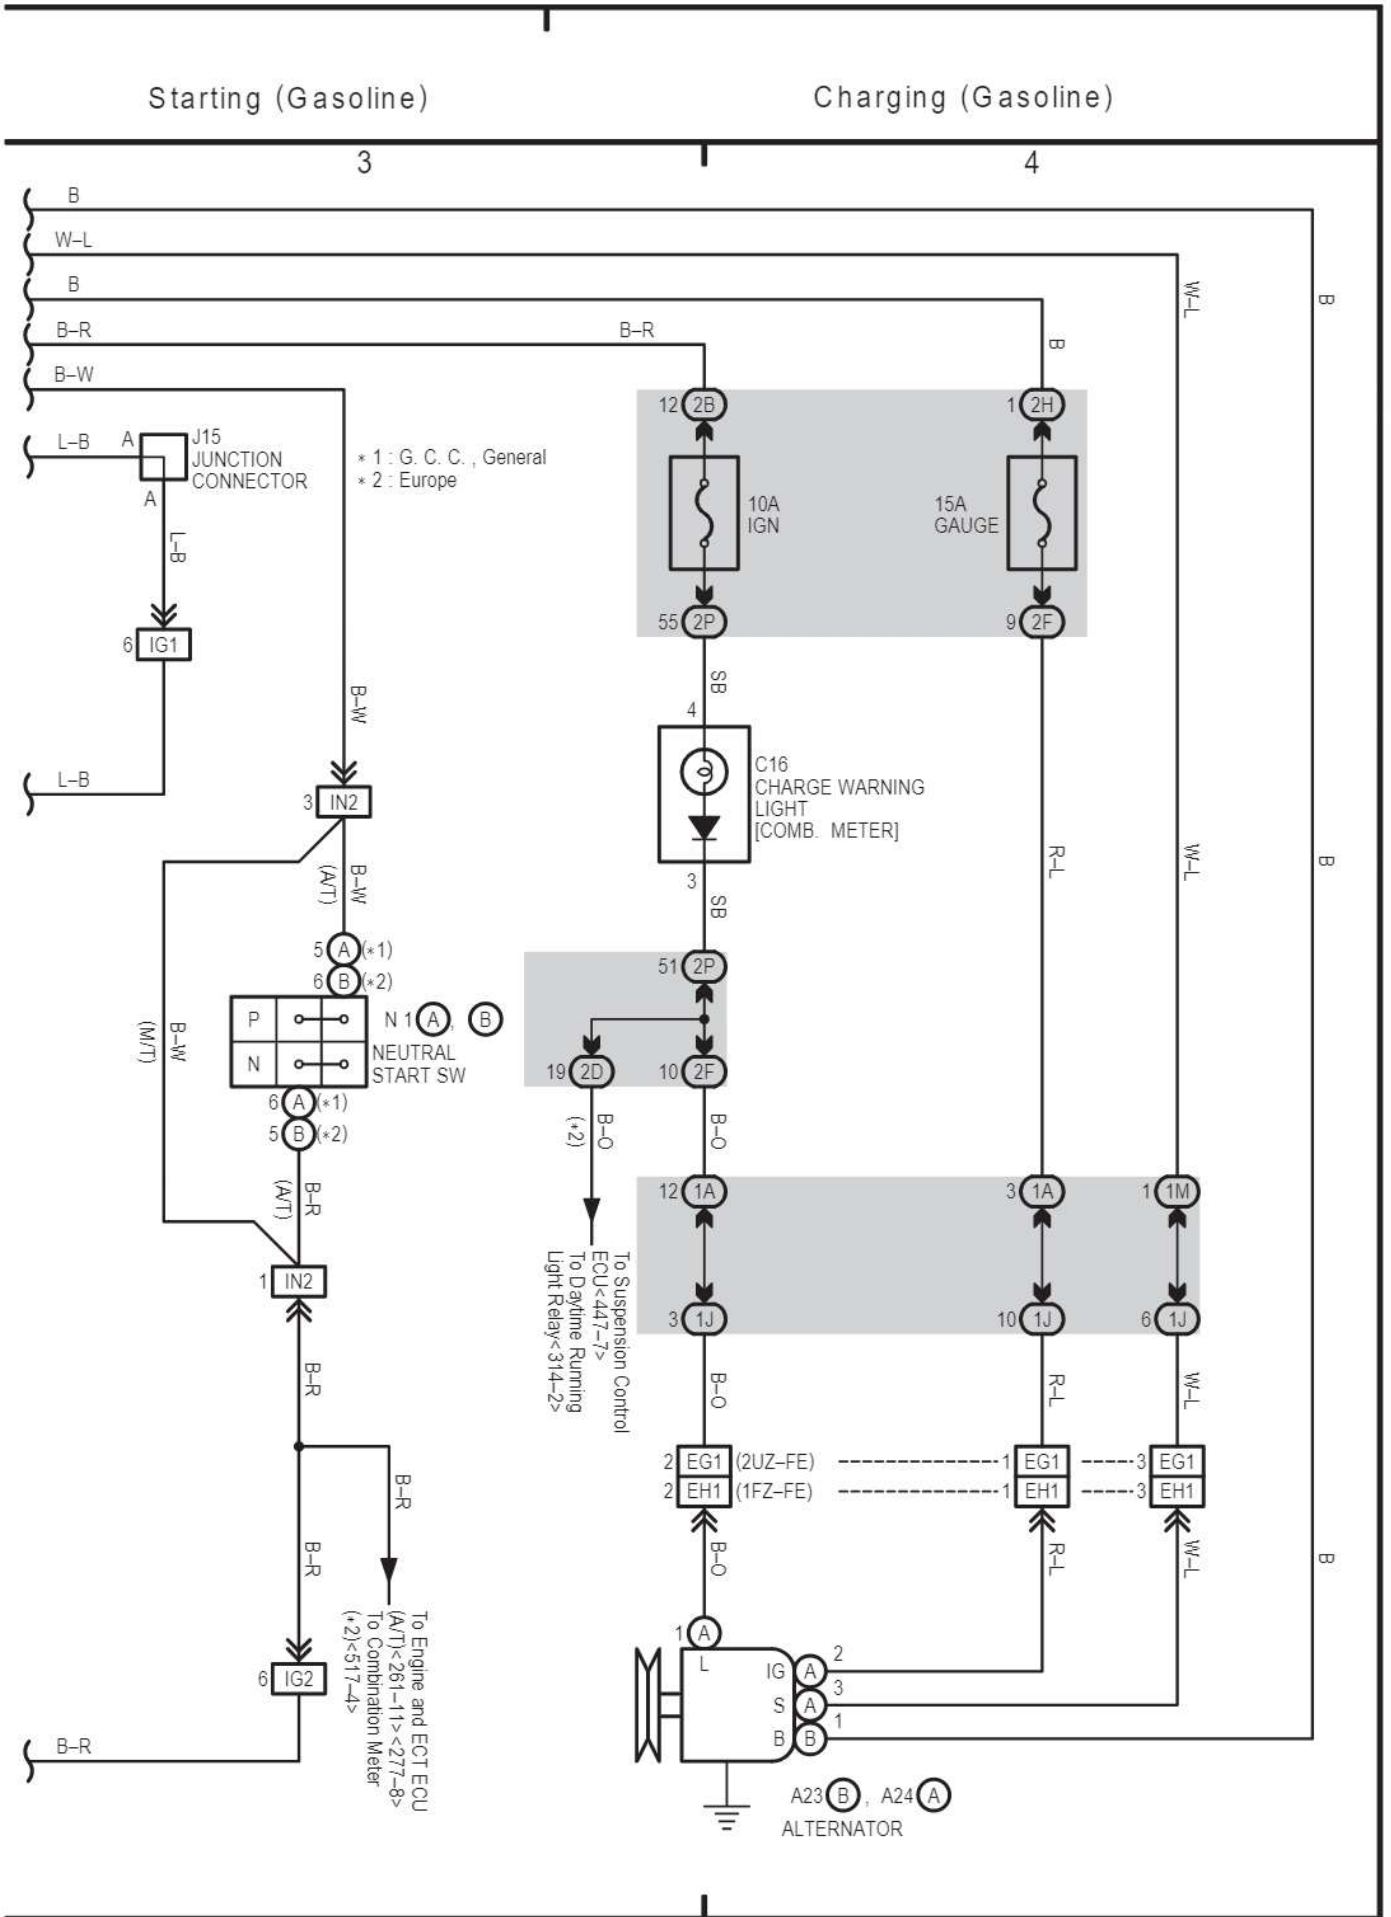 Starting (Gasoline)
Charging (Gasoline)
3
4
B
W–L
B
B–R
B–R
B–W
L–B
A
J15
JUNCTION
CONNECTOR
A
L–B
6 IG1
L–B
* 1 : G. C. C. , General
* 2 : Europe
W–L
B
B
12 2B
1 2H
10A
IGN
15A
GAUGE
55 2P
9 2F
B–W
SB
4
C16
CHARGE WARNING
LIGHT
[COMB. METER]
3
SB
3 IN2
B–W
(A/T)
R–L
W–L
B
5 A (*1)
6 B (*2)
P
N
N 1 A , B
NEUTRAL
START SW
6 A (*1)
5 B (*2)
B–W
(M/T)
B–R
(A/T)
1 IN2
51 2P
19 2D
10 2F
B–O
(*2)
B–O
To Suspension Control
ECU<447–7>
To Daytime Running
Light Relay<314–2>
12 1A
3 1A
1 1M
3 1J
10 1J
6 1J
B–R
B–O
R–L
W–L
2 EG1 (2UZ–FE)
1 EG1
3 EG1
2 EH1 (1FZ–FE)
1 EH1
3 EH1
B–R
B–R
B–O
R–L
W–L
B
To Engine and ECT ECU
(A/T)<261–11><277–8>
To Combination Meter
(*2)<517–4>
6 IG2
B–R
1 A
L
IG A 2
S A 3
B B 1
A23 B , A24 A
ALTERNATOR